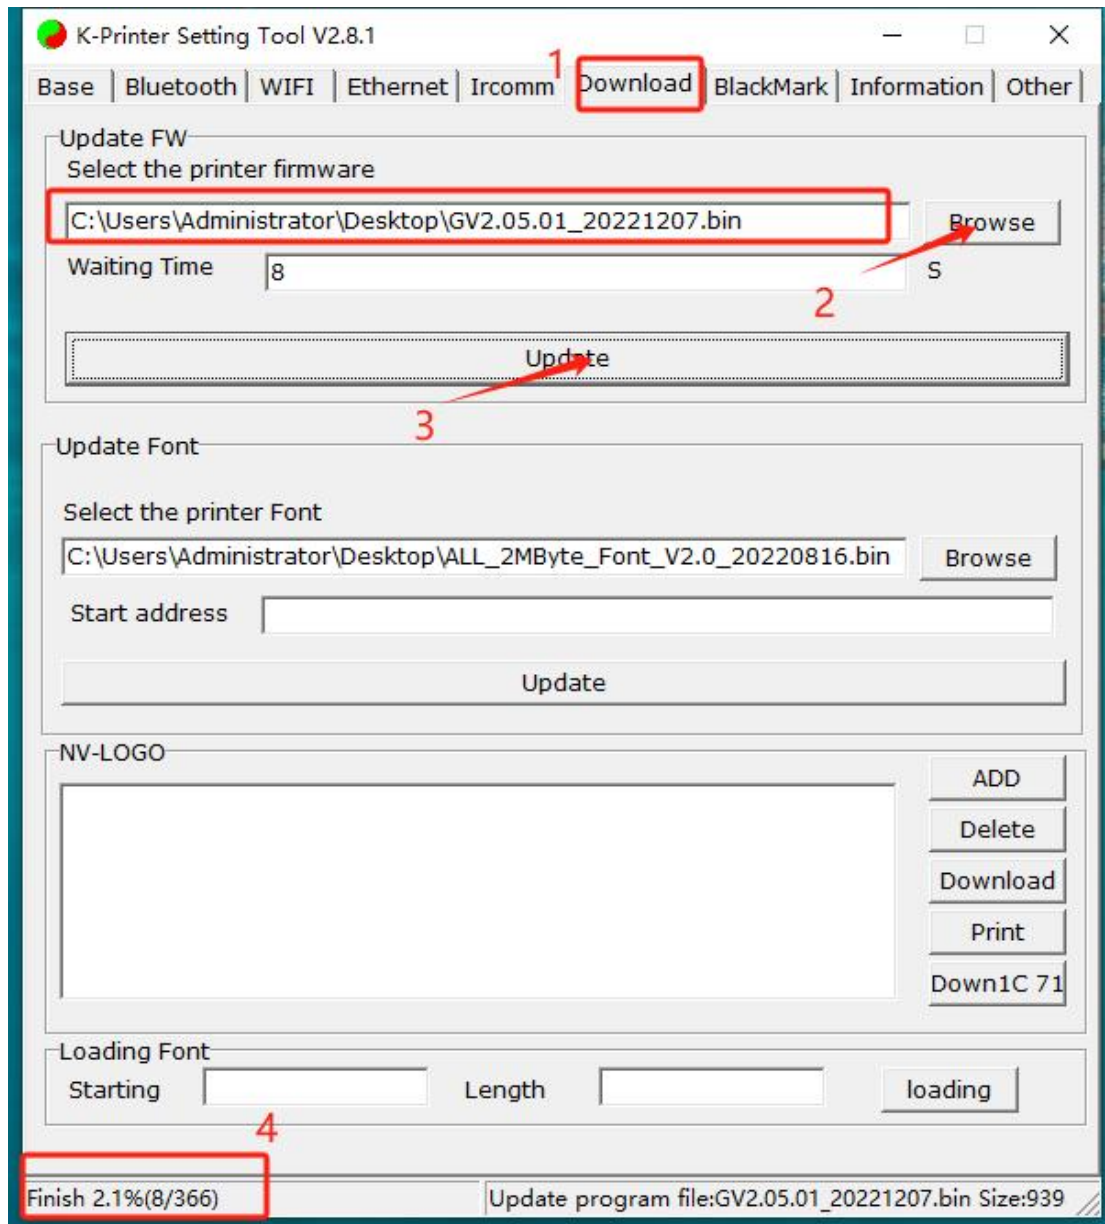 K-Printer Setting Tool V2.8.1
1
Base Bluetooth WIFI Ethernet Ircomm Download BlackMark Information Other
Update FW
Select the printer firmware
C:\Users\Administrator\Desktop\GV2.05.01_20221207.bin Browse
Waiting Time 8 S
2
Update
3
Update Font
Select the printer Font
C:\Users\Administrator\Desktop\ALL_2MByte_Font_V2.0_20220816.bin Browse
Start address
Update
NV-LOGO
ADD
Delete
Download
Print
Down1C 71
Loading Font
Starting Length loading
4
Finish 2.1%(8/366) Update program file:GV2.05.01_20221207.bin Size:939